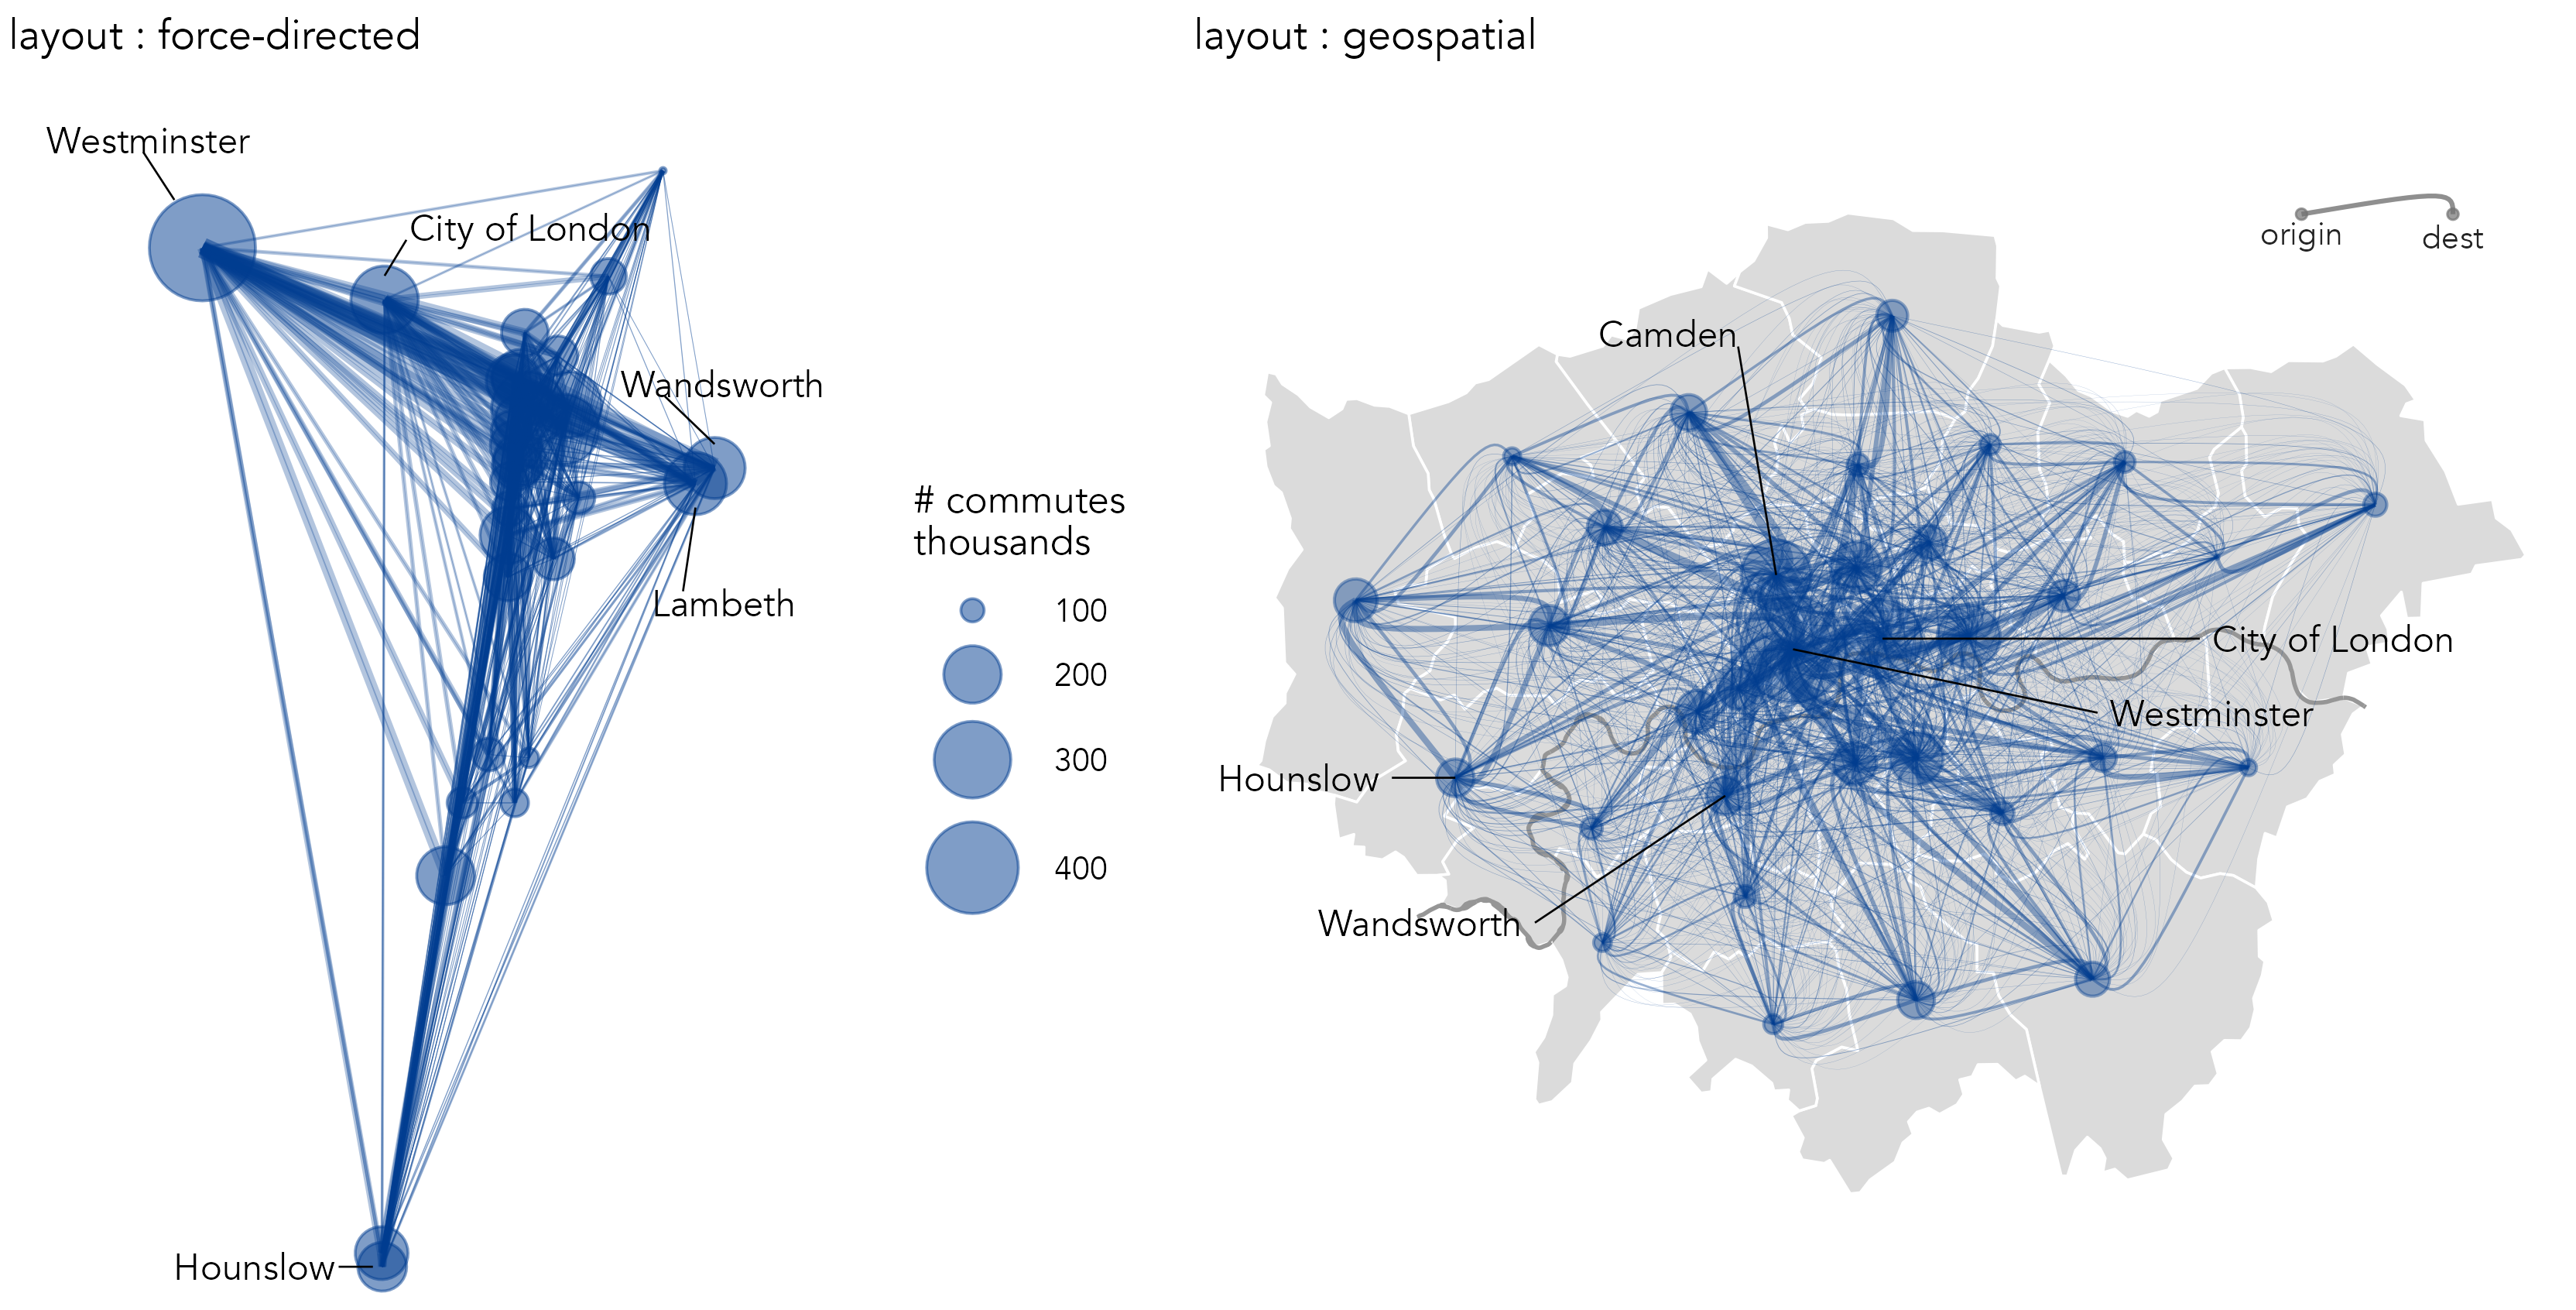 layout : force-directed
Westminster
City of London
Wandsworth
Lambeth
Hounslow
# commutes
thousands
100
200
300
400
layout : geospatial
origin
dest
Camden
City of London
Westminster
Hounslow
Wandsworth